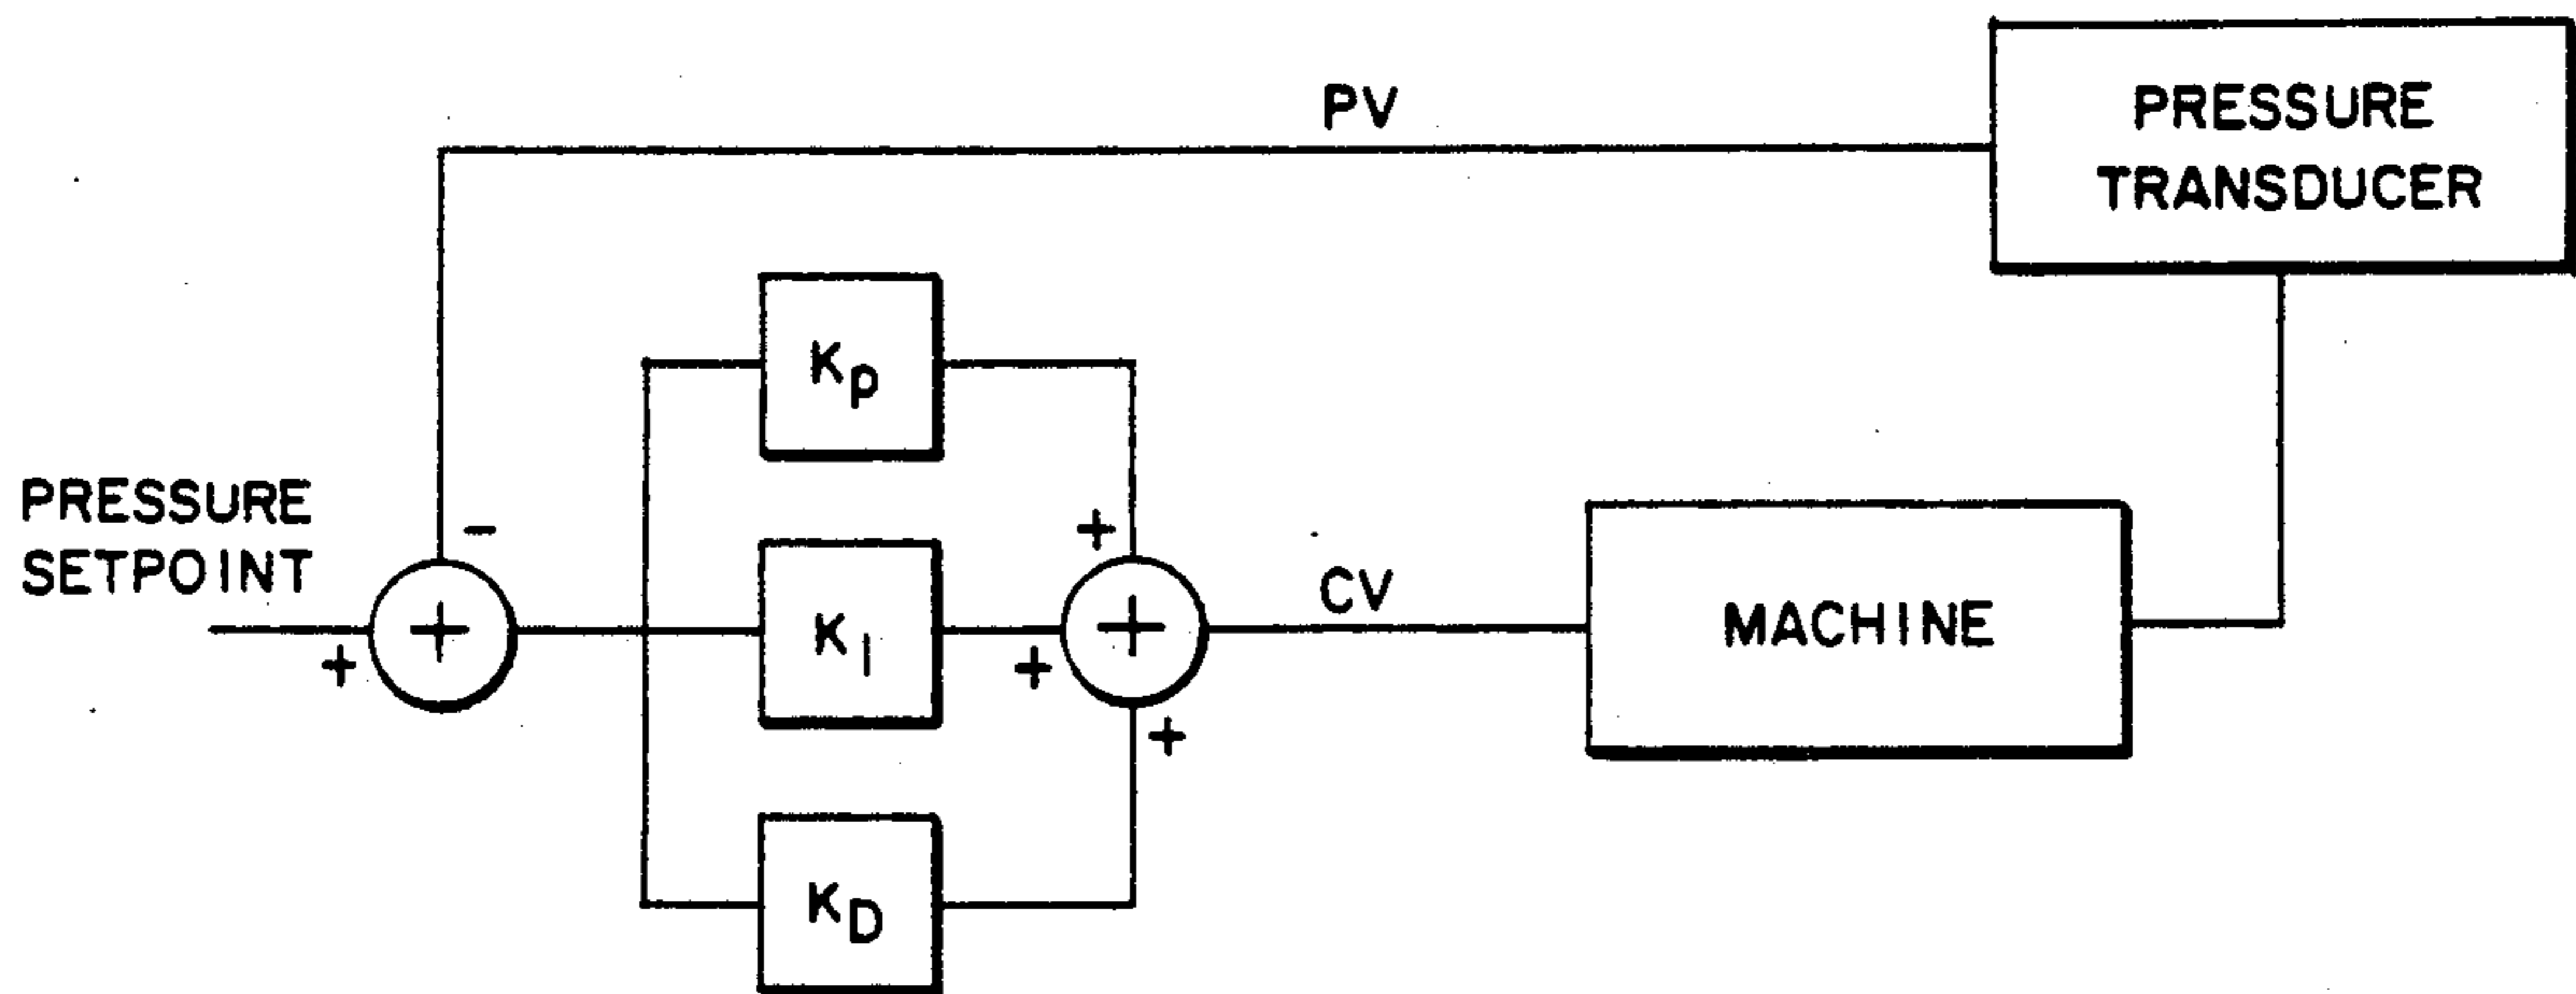 PV
PRESSURE
TRANSDUCER
Kp
PRESSURE
SETPOINT
-
+
+
+
KI
+
+
CV
MACHINE
+
KD